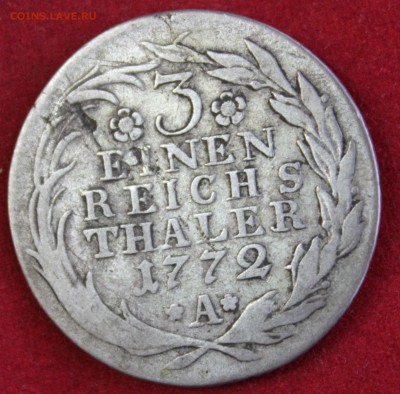 COINS.LAVE.RU
3
EINEN
REICHS
THALER
1772
*A*